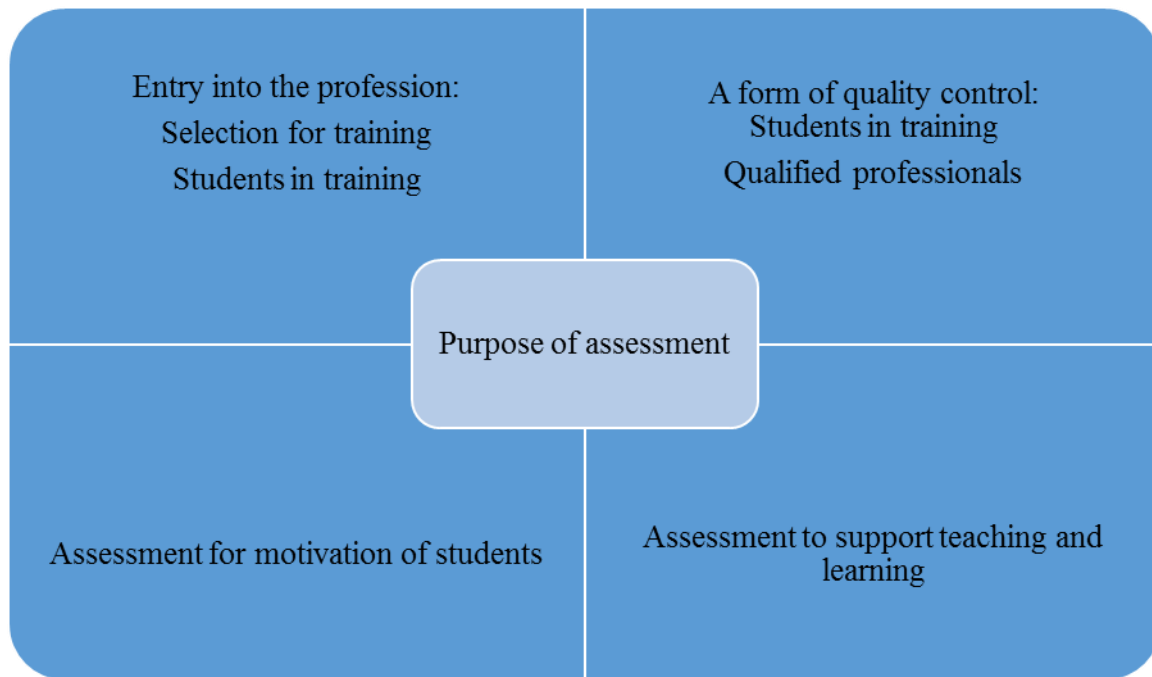 Entry into the profession:
Selection for training
Students in training
A form of quality control:
Students in training
Qualified professionals
Purpose of assessment
Assessment for motivation of students
Assessment to support teaching and
learning